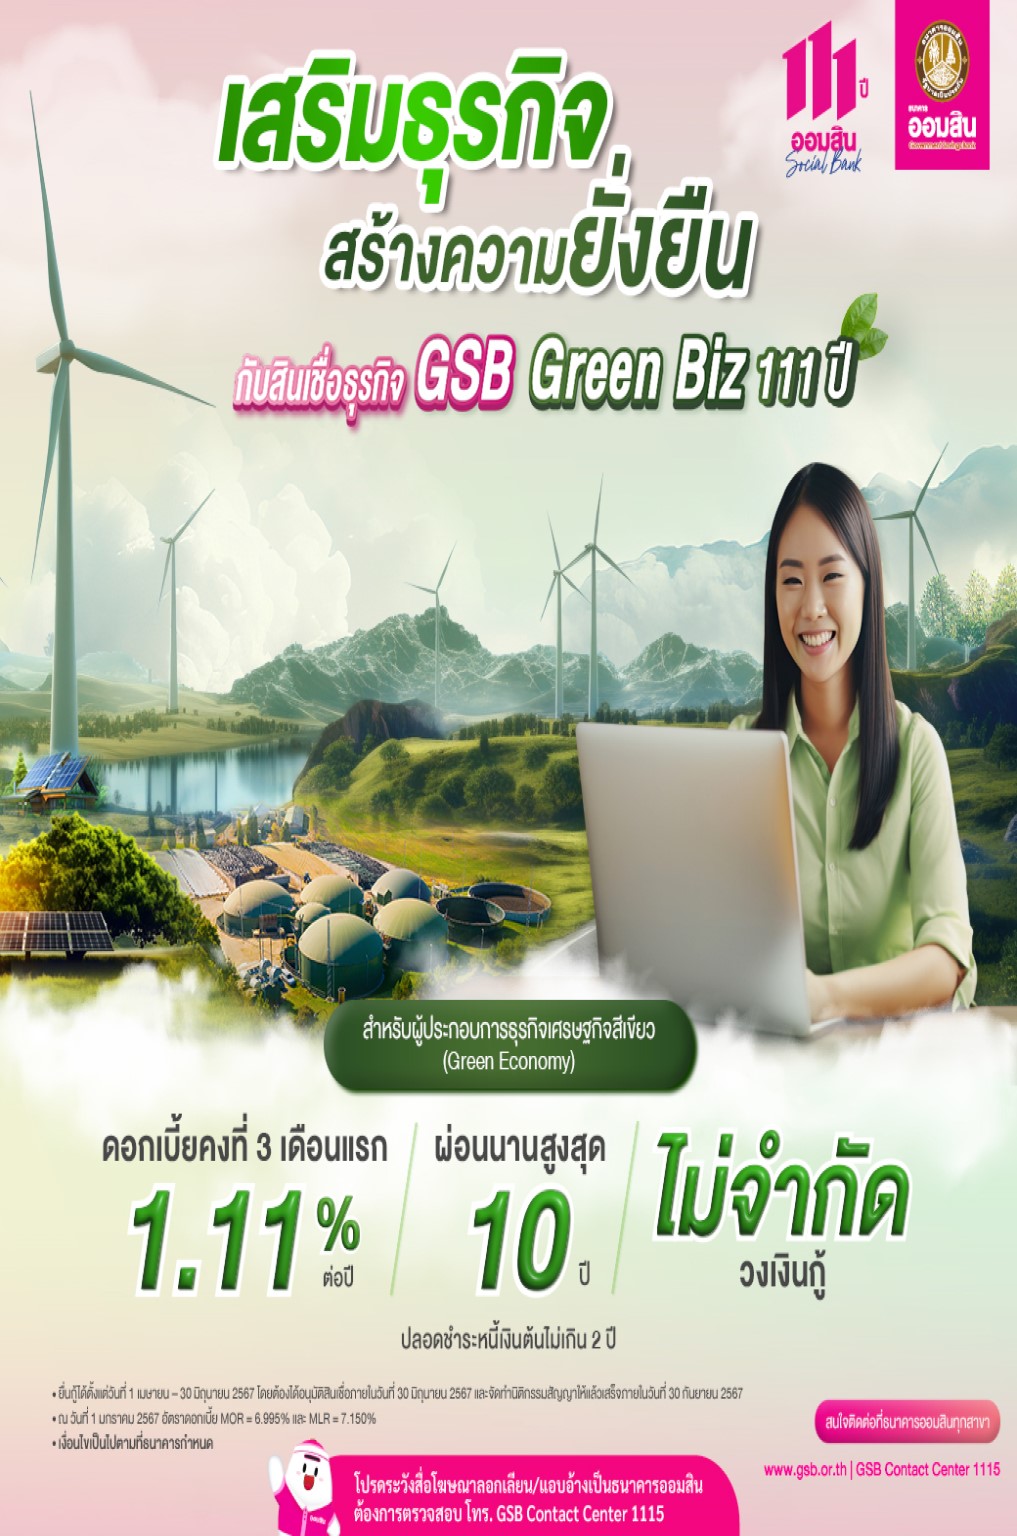 111 ปี
ออมสิน
Social Bank
ธนาคาร
ออมสิน
Government Savings Bank
เสริมธุรกิจ
สร้างความยั่งยืน
กับสินเชื่อธุรกิจ GSB Green Biz 111 ปี
สำหรับผู้ประกอบการธุรกิจเศรษฐกิจสีเขียว
(Green Economy)
ดอกเบี้ยคงที่ 3 เดือนแรก
1.11%
ต่อปี
ผ่อนนานสูงสุด
10 ปี
ไม่จำกัด
วงเงินกู้
ปลอดชำระหนี้เงินต้นไม่เกิน 2 ปี
• ยื่นกู้ได้ตั้งแต่วันที่ 1 เมษายน – 30 มิถุนายน 2567 โดยต้องได้อนุมัติสินเชื่อภายในวันที่ 30 มิถุนายน 2567 และจัดทำนิติกรรมสัญญาให้แล้วเสร็จภายในวันที่ 30 กันยายน 2567
• ณ วันที่ 1 มกราคม 2567 อัตราดอกเบี้ย MOR = 6.995% และ MLR = 7.150%
• เงื่อนไขเป็นไปตามที่ธนาคารกำหนด
สนใจติดต่อที่ธนาคารออมสินทุกสาขา
www.gsb.or.th | GSB Contact Center 1115
โปรดระวังสื่อโฆษณาลอกเลียน/แอบอ้างเป็นธนาคารออมสิน
ต้องการตรวจสอบ โทร. GSB Contact Center 1115